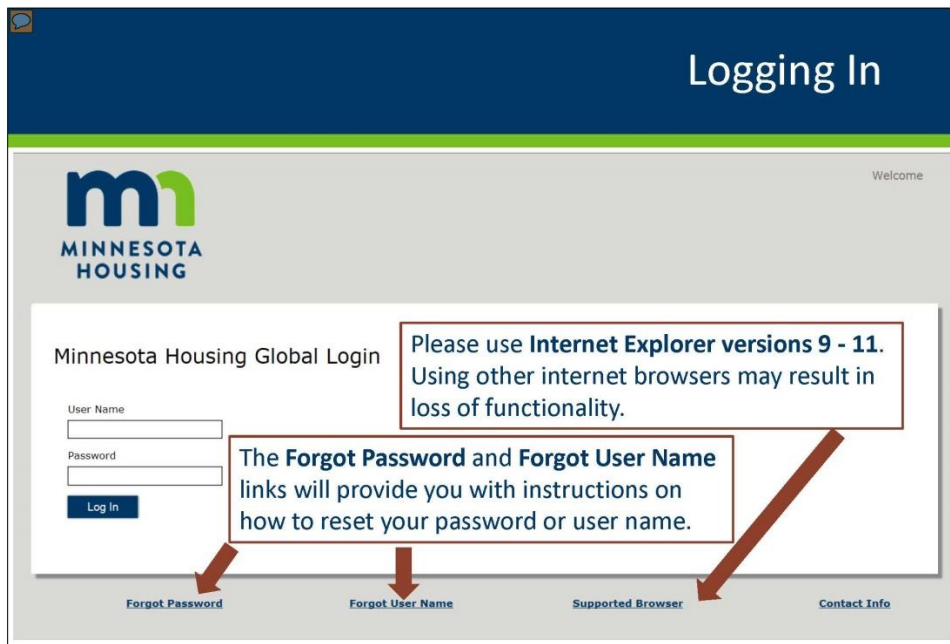 Logging In
Welcome
mn
MINNESOTA
HOUSING
Minnesota Housing Global Login
Please use Internet Explorer versions 9 - 11.
Using other internet browsers may result in
loss of functionality.
User Name
Password
Log In
The Forgot Password and Forgot User Name
links will provide you with instructions on
how to reset your password or user name.
Forgot Password
Forgot User Name
Supported Browser
Contact Info